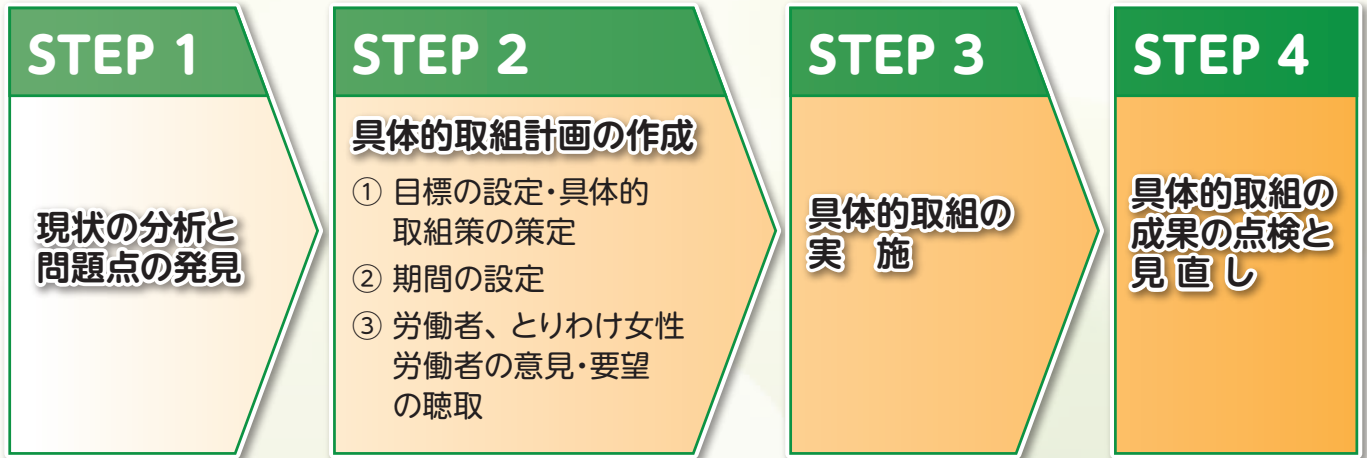 STEP 1
現状の分析と
問題点の発見
STEP 2
具体的取組計画の作成
① 目標の設定・具体的
取組策の策定
② 期間の設定
③ 労働者、とりわけ女性
労働者の意見・要望
の聴取
STEP 3
具体的取組の
実　施
STEP 4
具体的取組の
成果の点検と
見 直 し